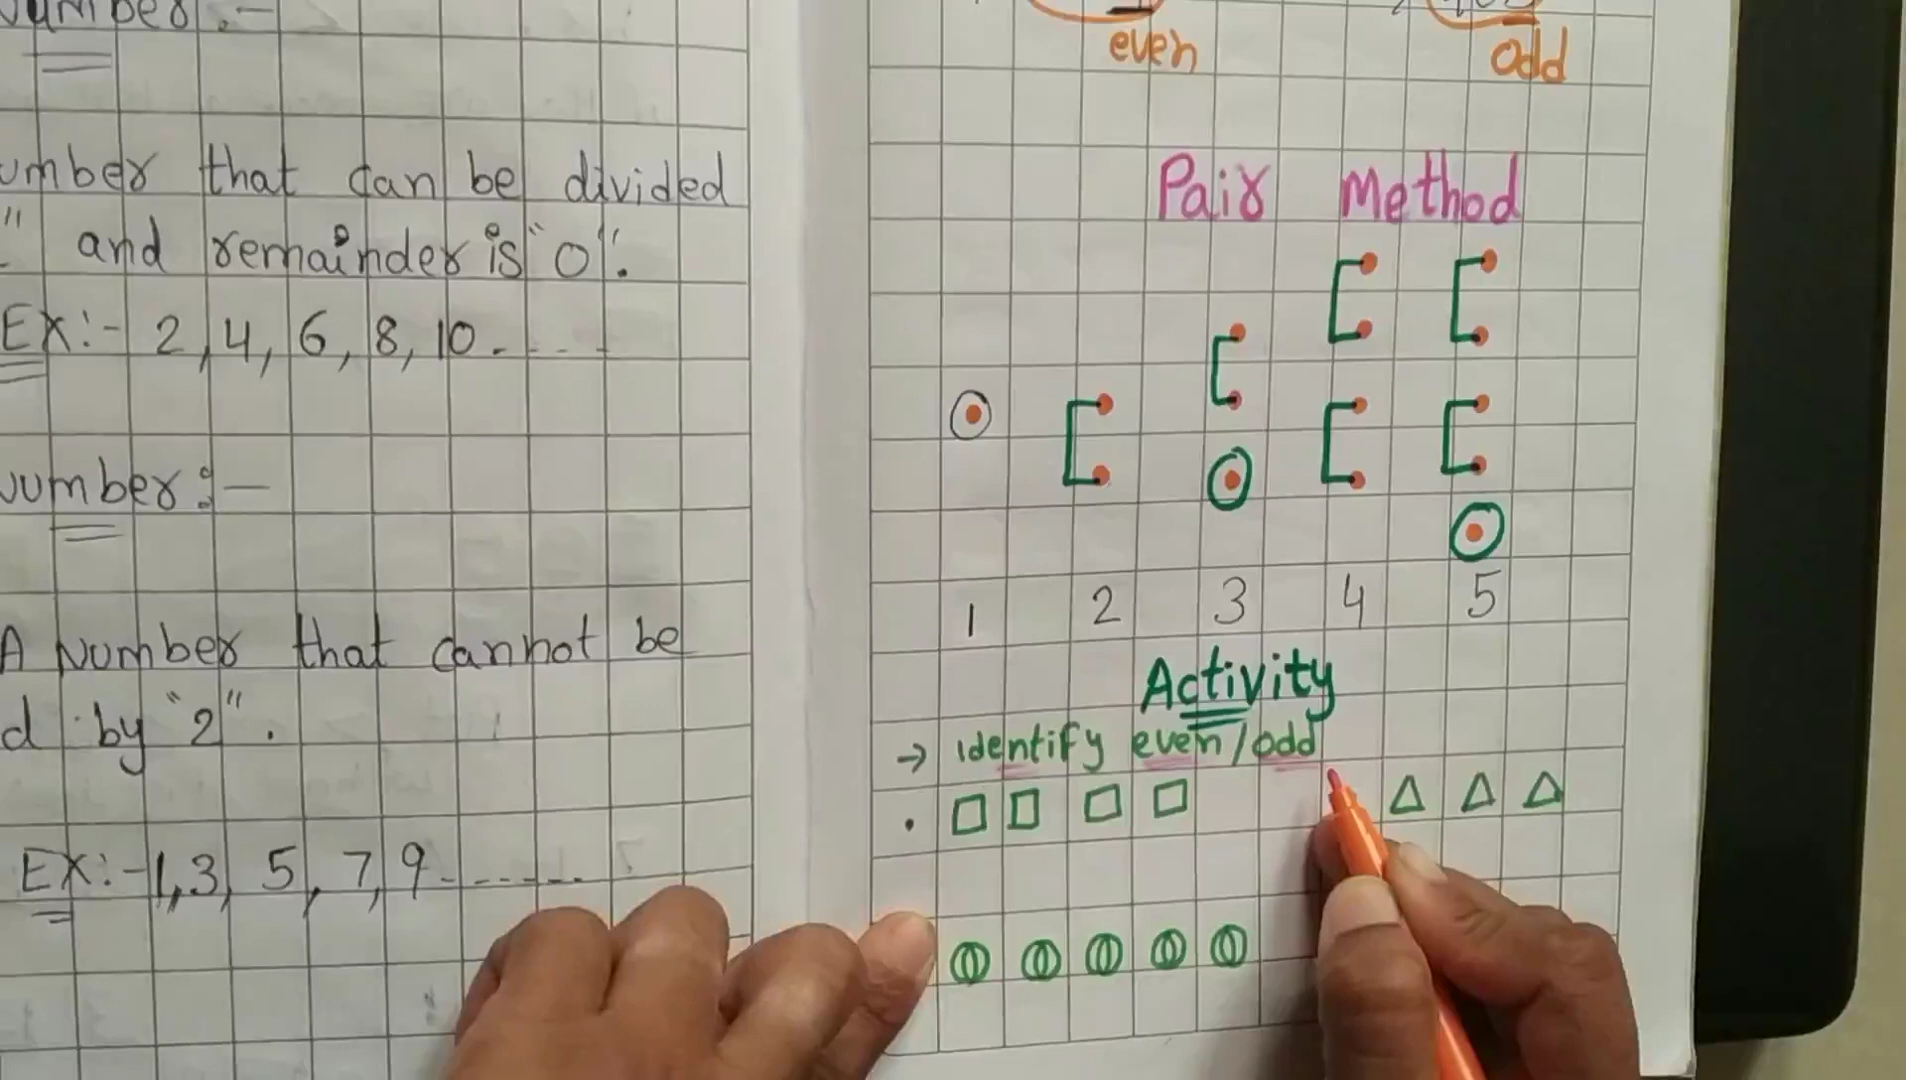 Number :-
umber that can be divided
" and remainder is "0".
Ex:- 2, 4, 6, 8, 10. - - -
Number :-
A Number that cannot be
d by "2".
Ex:- 1, 3, 5, 7, 9 - - - - - -
even odd
Pair Method
1 2 3 4 5
Activity
→ Identify even/odd